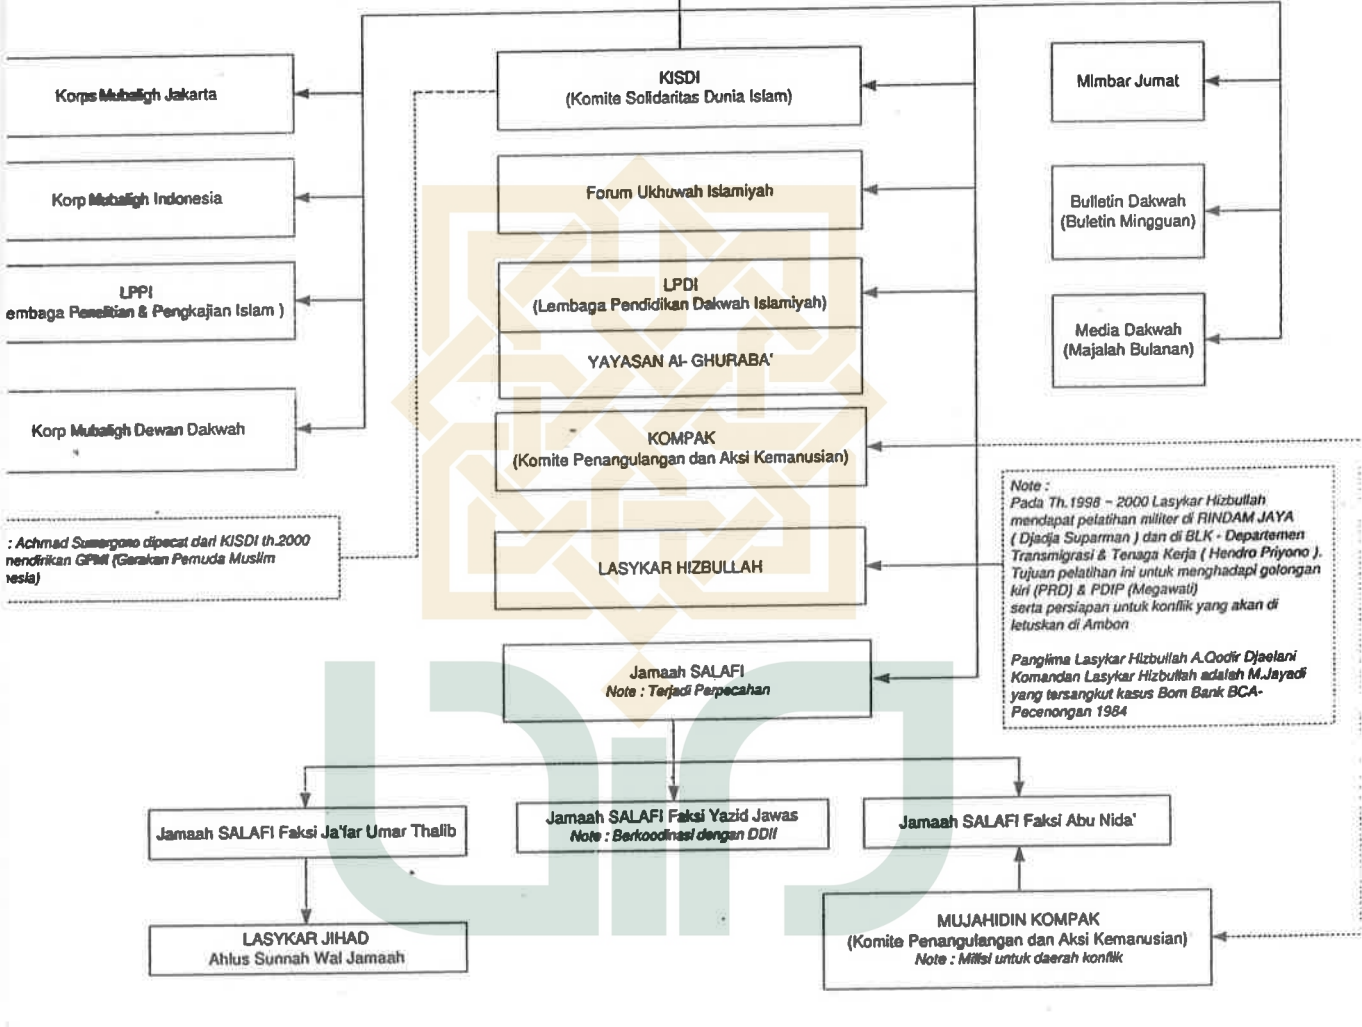 Korps Mubaligh Jakarta
Korp Mubaligh Indonesia
LPPI
embaga Penelitian & Pengkajian Islam )
Korp Mubaligh Dewan Dakwah
: Achmad Sumargono dipecat dari KISDI th.2000
mendirikan GPMI (Gerakan Pemuda Muslim
nesia)
KISDI
(Komite Solidaritas Dunia Islam)
Forum Ukhuwah Islamiyah
LPDI
(Lembaga Pendidikan Dakwah Islamiyah)
YAYASAN Al- GHURABA'
KOMPAK
(Komite Penangulangan dan Aksi Kemanusian)
LASYKAR HIZBULLAH
Jamaah SALAFI
Note : Terjadi Perpecahan
Mimbar Jumat
Bulletin Dakwah
(Buletin Mingguan)
Media Dakwah
(Majalah Bulanan)
Note :
Pada Th.1998 - 2000 Lasykar Hizbullah
mendapat pelatihan militer di RINDAM JAYA
( Djadja Suparman ) dan di BLK - Departemen
Transmigrasi & Tenaga Kerja ( Hendro Priyono ).
Tujuan pelatihan ini untuk menghadapi golongan
kiri (PRD) & PDIP (Megawati)
serta persiapan untuk konflik yang akan di
letuskan di Ambon
Panglima Lasykar Hizbullah A.Qodir Djaelani
Komandan Lasykar Hizbullah adalah M.Jayadi
yang tersangkut kasus Bom Bank BCA-
Pecenongan 1984
Jamaah SALAFI Faksi Ja'far Umar Thalib
Jamaah SALAFI Faksi Yazid Jawas
Note : Berkoodinasi dengan DDII
Jamaah SALAFI Faksi Abu Nida'
LASYKAR JIHAD
Ahlus Sunnah Wal Jamaah
MUJAHIDIN KOMPAK
(Komite Penangulangan dan Aksi Kemanusian)
Note : Milisi untuk daerah konflik